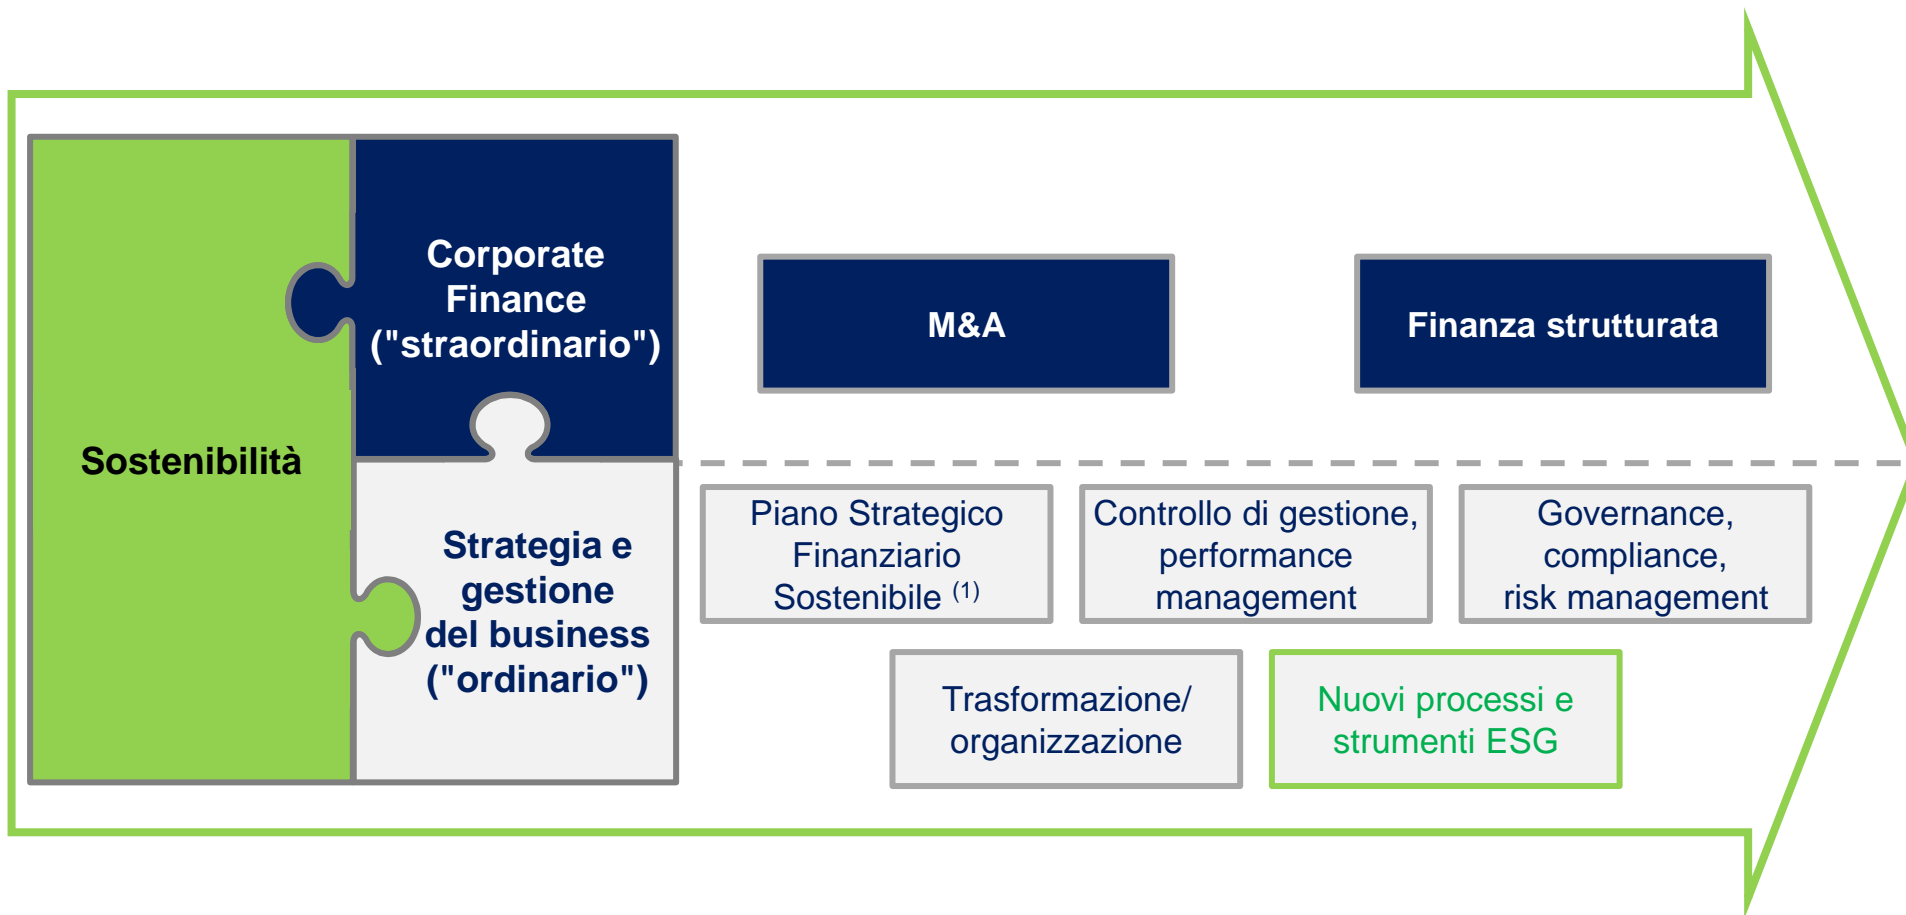 Sostenibilità
Corporate
Finance
("straordinario")
Strategia e
gestione
del business
("ordinario")
M&A
Finanza strutturata
Piano Strategico
Finanziario
Sostenibile (1)
Controllo di gestione,
performance
management
Governance,
compliance,
risk management
Trasformazione/
organizzazione
Nuovi processi e
strumenti ESG